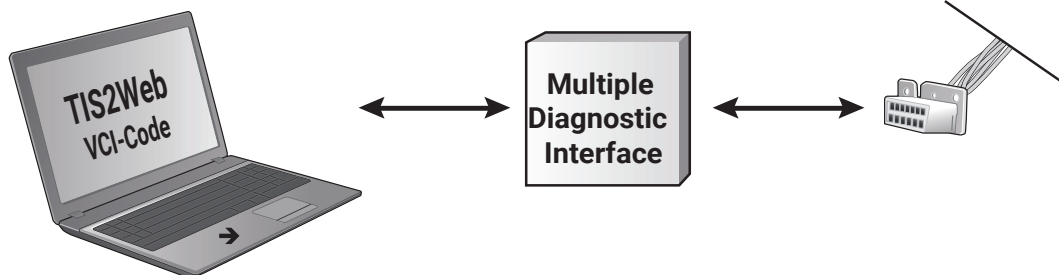 TIS2Web
VCI-Code
Multiple
Diagnostic
Interface